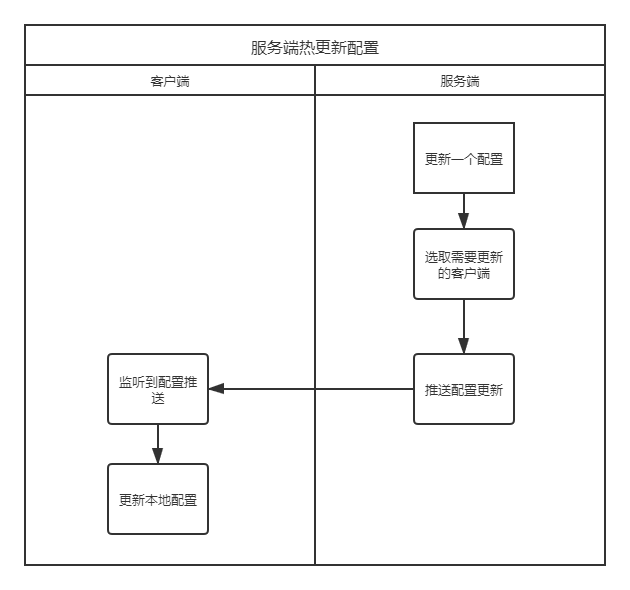 服务端热更新配置
客户端
服务端
更新一个配置
选取需要更新
的客户端
监听到配置推
送
推送配置更新
更新本地配置